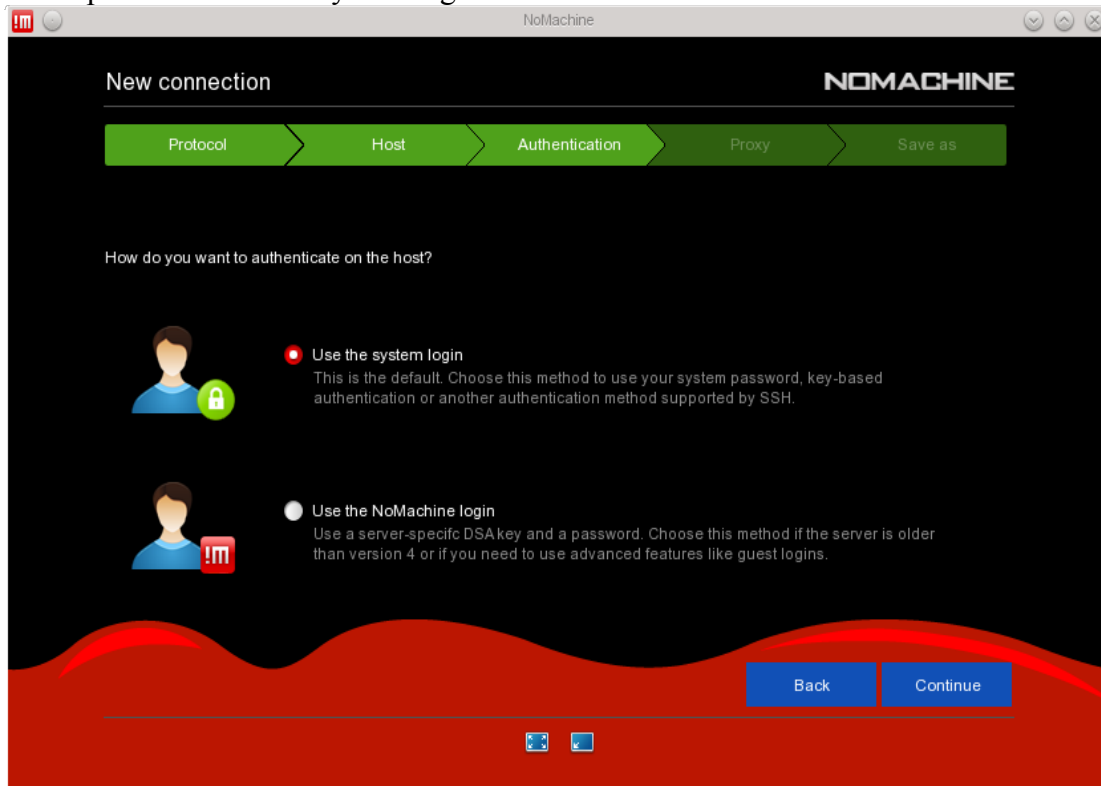 NoMachine
New connection
NOMACHINE
Protocol
Host
Authentication
Proxy
Save as
How do you want to authenticate on the host?
Use the system login
This is the default. Choose this method to use your system password, key-based
authentication or another authentication method supported by SSH.
Use the NoMachine login
Use a server-specifc DSA key and a password. Choose this method if the server is older
than version 4 or if you need to use advanced features like guest logins.
Back
Continue